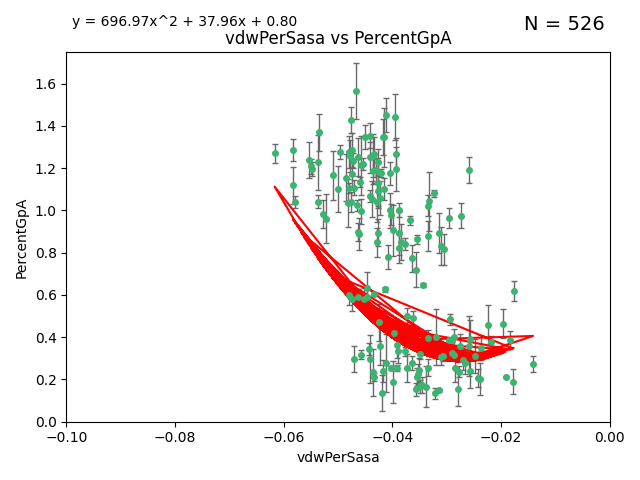 y = 696.97x^2 + 37.96x + 0.80
N = 526
vdwPerSasa vs PercentGpA
PercentGpA
1.6
1.4
1.2
1.0
0.8
0.6
0.4
0.2
0.0
−0.10 −0.08 −0.06 −0.04 −0.02 0.00
vdwPerSasa